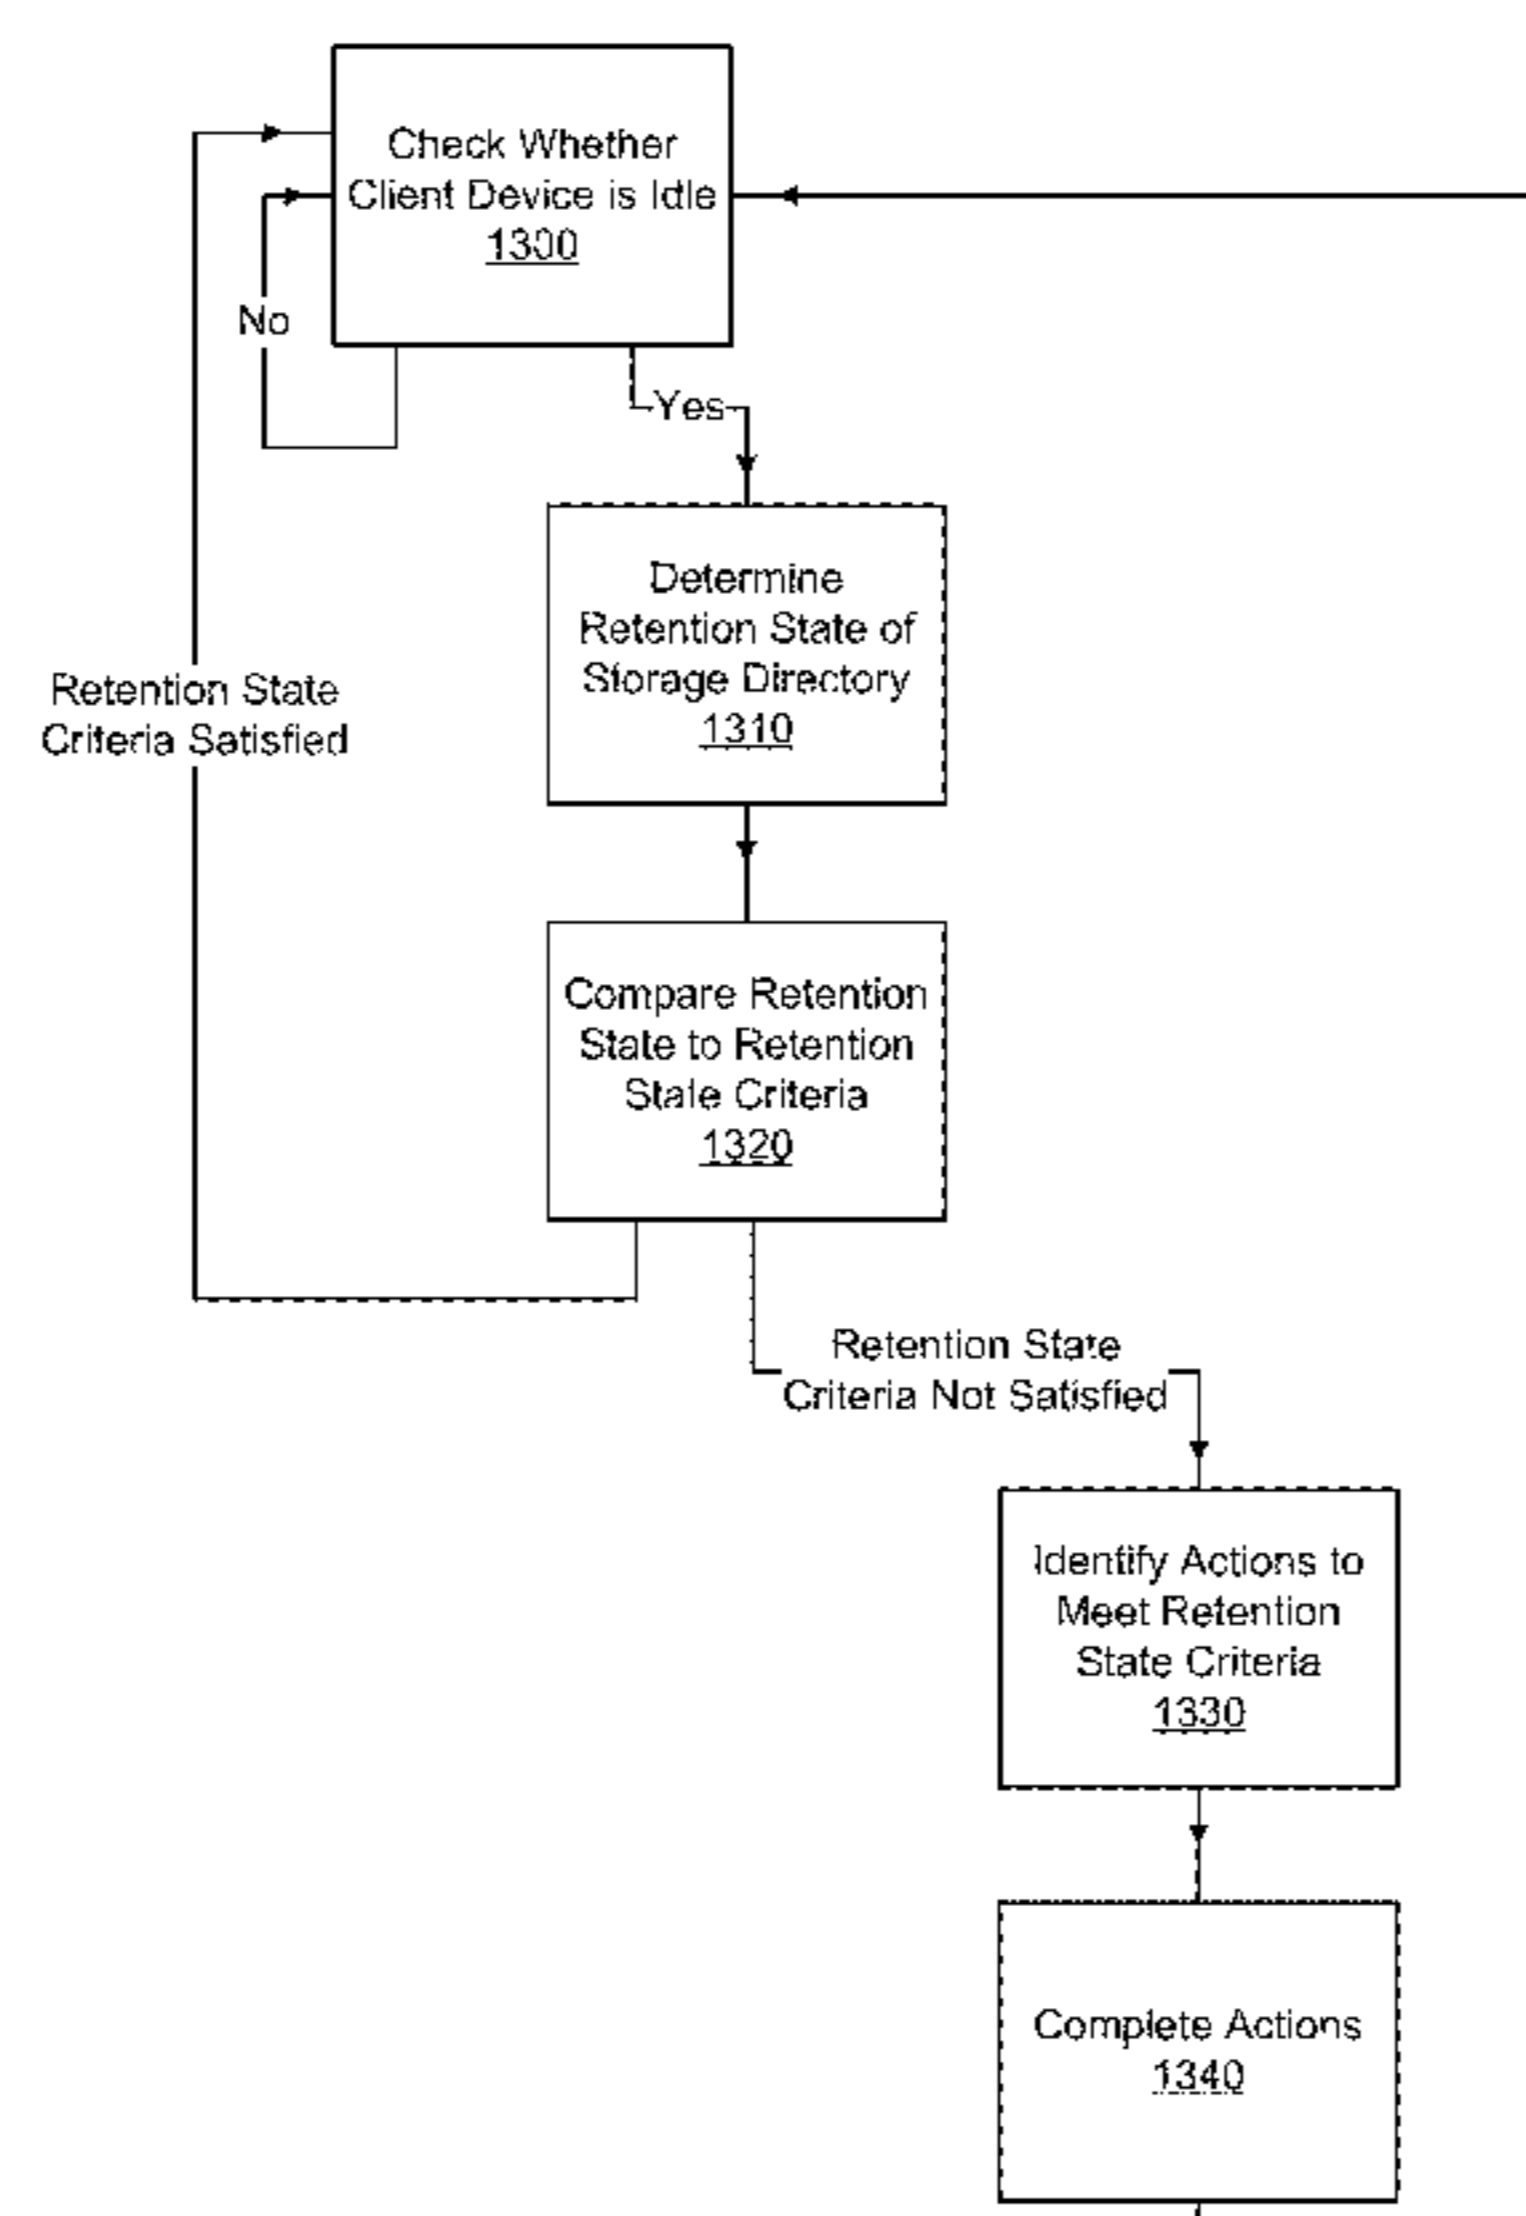 Check Whether
Client Device is Idle
1300
No
Yes
Determine
Retention State of
Storage Directory
1310
Retention State
Criteria Satisfied
Compare Retention
State to Retention
State Criteria
1320
Retention State
Criteria Not Satisfied
Identify Actions to
Meet Retention
State Criteria
1330
Complete Actions
1340